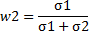 w2 = σ1 / (σ1 + σ2)